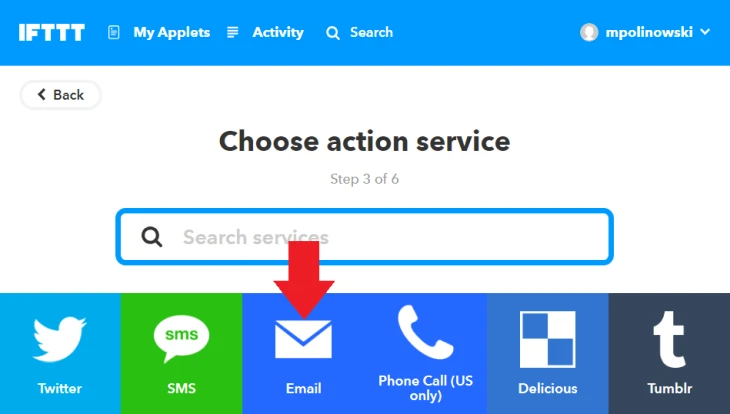 IFTTT My Applets Activity Search mpolinowski
Back
Choose action service
Step 3 of 6
Search services
sms
Twitter SMS Email Phone Call (US only) Delicious Tumblr